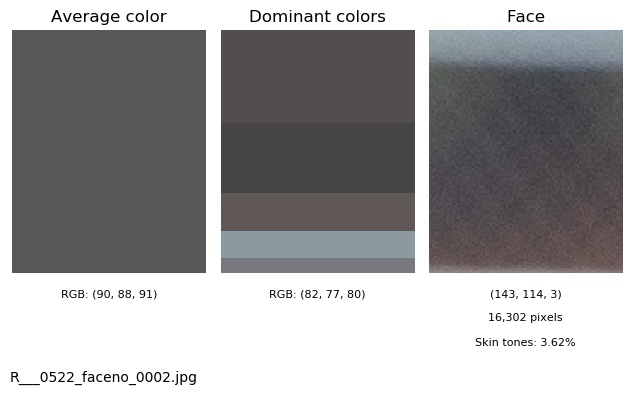 Average color
Dominant colors
Face
RGB: (90, 88, 91)
RGB: (82, 77, 80)
(143, 114, 3)
16,302 pixels
Skin tones: 3.62%
R___0522_faceno_0002.jpg